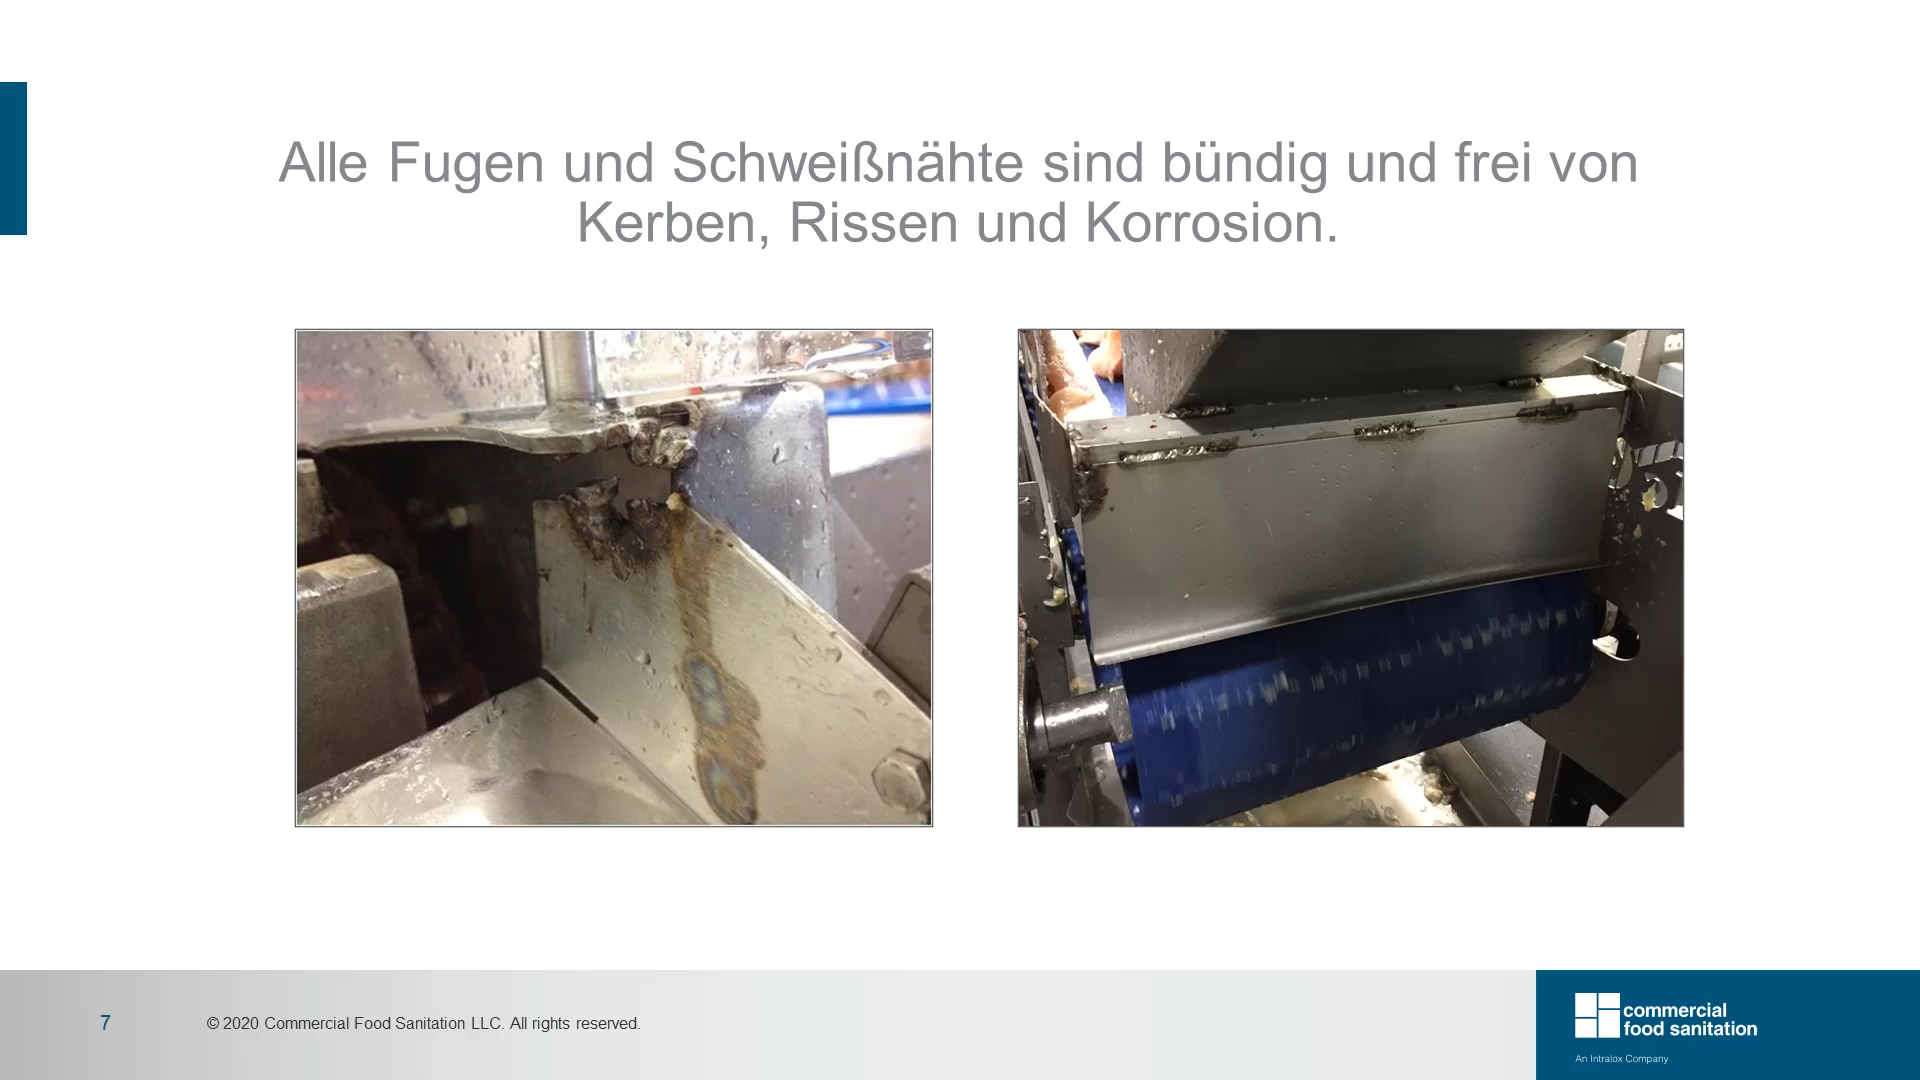 Alle Fugen und Schweißnähte sind bündig und frei von
Kerben, Rissen und Korrosion.
7
© 2020 Commercial Food Sanitation LLC. All rights reserved.
commercial
food sanitation
An Intralox Company